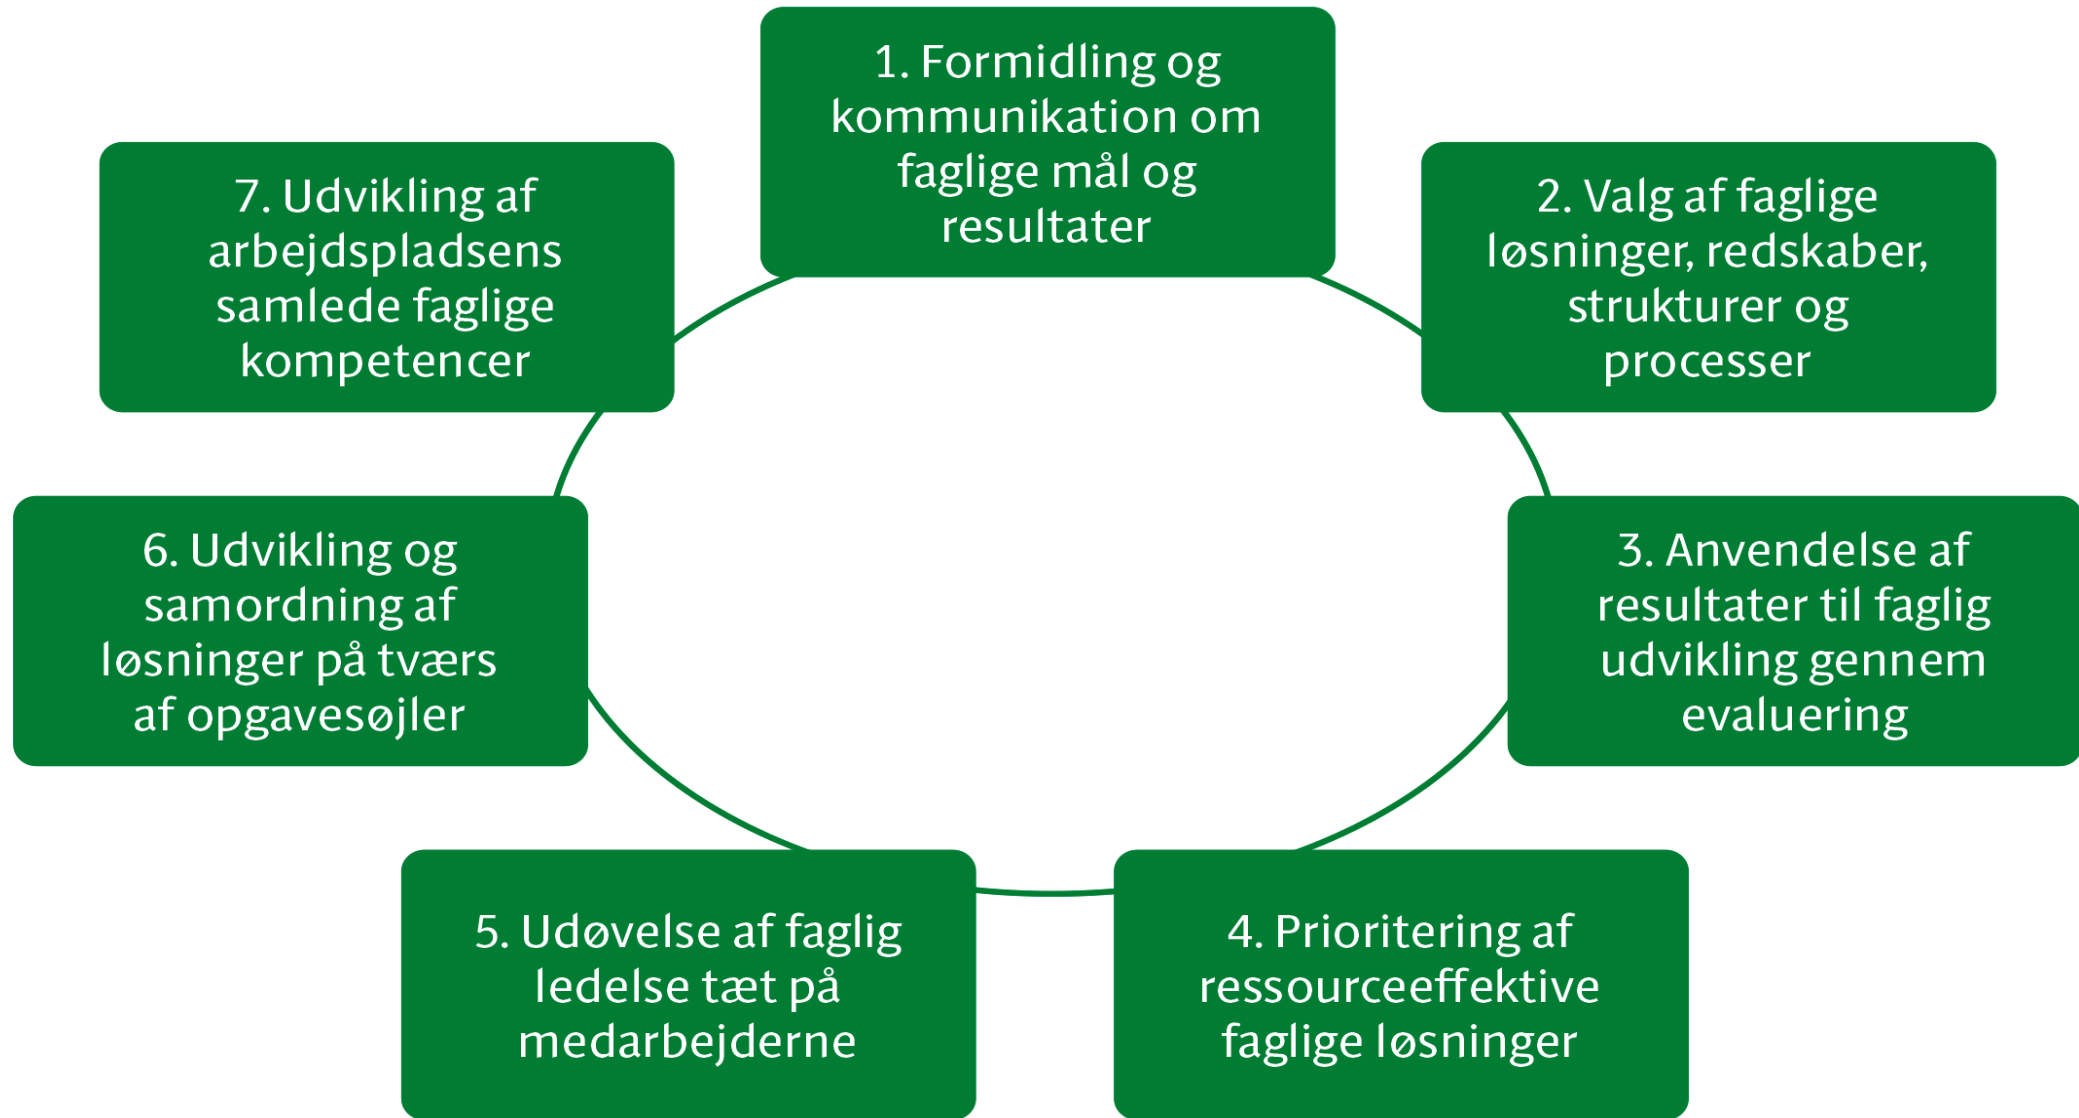 1. Formidling og
kommunikation om
faglige mål og
resultater
2. Valg af faglige
løsninger, redskaber,
strukturer og
processer
3. Anvendelse af
resultater til faglig
udvikling gennem
evaluering
4. Prioritering af
ressourceeffektive
faglige løsninger
5. Udøvelse af faglig
ledelse tæt på
medarbejderne
6. Udvikling og
samordning af
løsninger på tværs
af opgavesøjler
7. Udvikling af
arbejdspladsens
samlede faglige
kompetencer